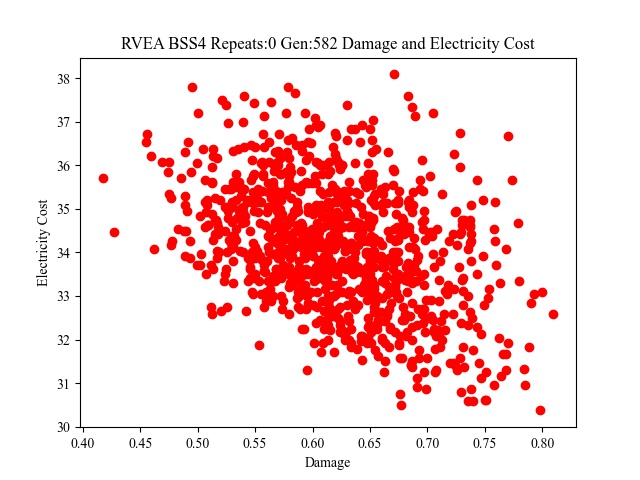 RVEA BSS4 Repeats:0 Gen:582 Damage and Electricity Cost
38
37
36
35
34
33
32
31
30
Electricity Cost
0.40 0.45 0.50 0.55 0.60 0.65 0.70 0.75 0.80
Damage